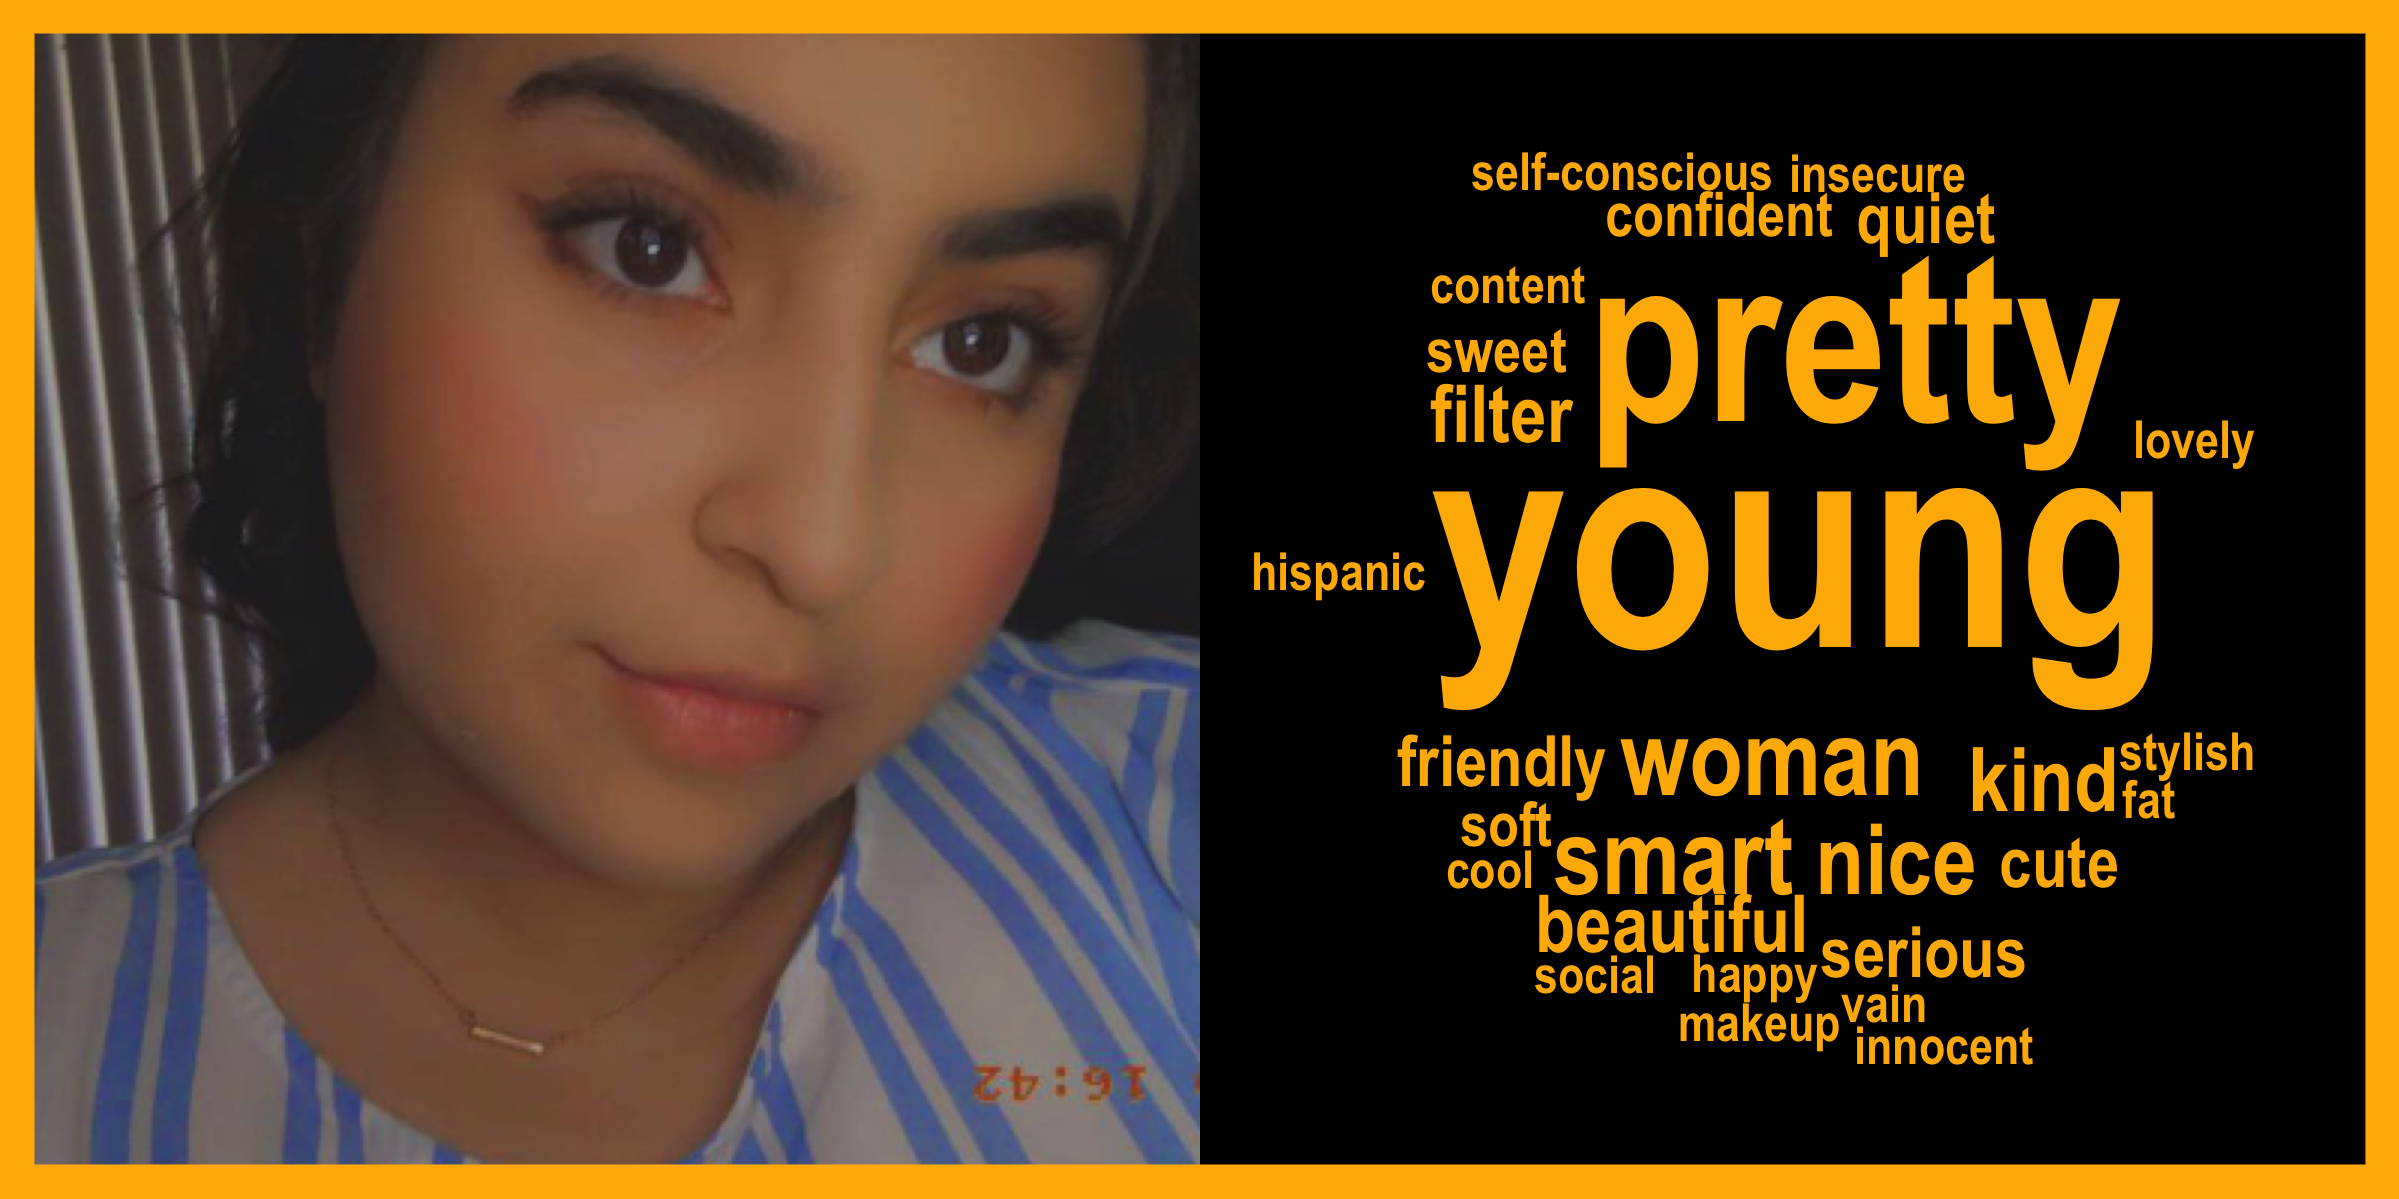 self-conscious insecure
confident quiet
content
pretty
sweet
filter
lovely
young
hispanic
friendly woman kind stylish
fat
soft
smart nice cute
cool
beautiful
serious
social happy
vain
makeup
innocent
16:42